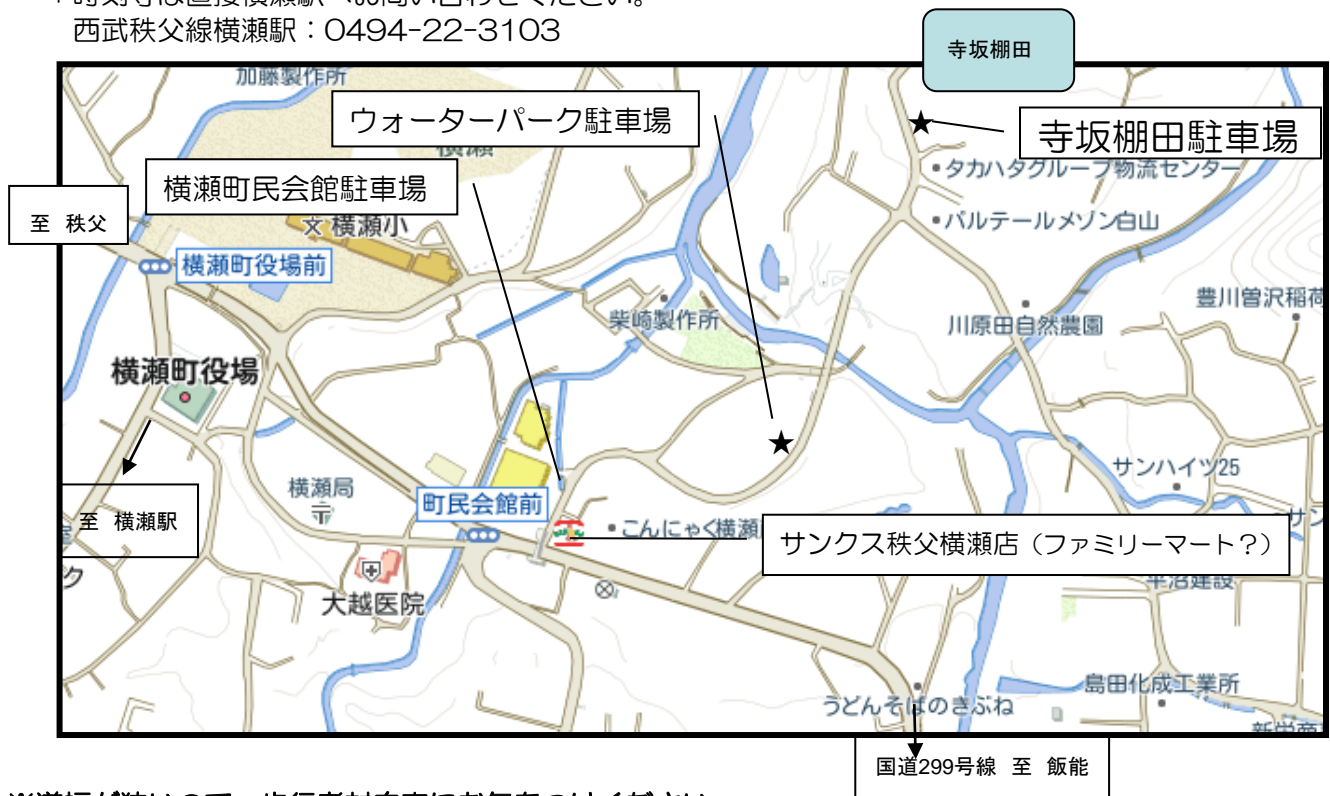 西武秩父線横瀬駅：0494-22-3103
寺坂棚田
加藤製作所
ウォーターパーク駐車場
寺坂棚田駐車場
横瀬
タカハタグループ物流センター
横瀬町民会館駐車場
至 秩父
横瀬小
バルテールメゾン白山
横瀬町役場前
豊川曽沢稲荷
柴崎製作所
川原田自然農園
横瀬町役場
サンハイツ25
横瀬局
町民会館前
至 横瀬駅
こんにゃく横瀬
サン
サンクス秩父横瀬店（ファミリーマート？）
ク
大越医院
平沼建設
島田化成工業所
うどんそばのきぶね
国道299号線 至 飯能